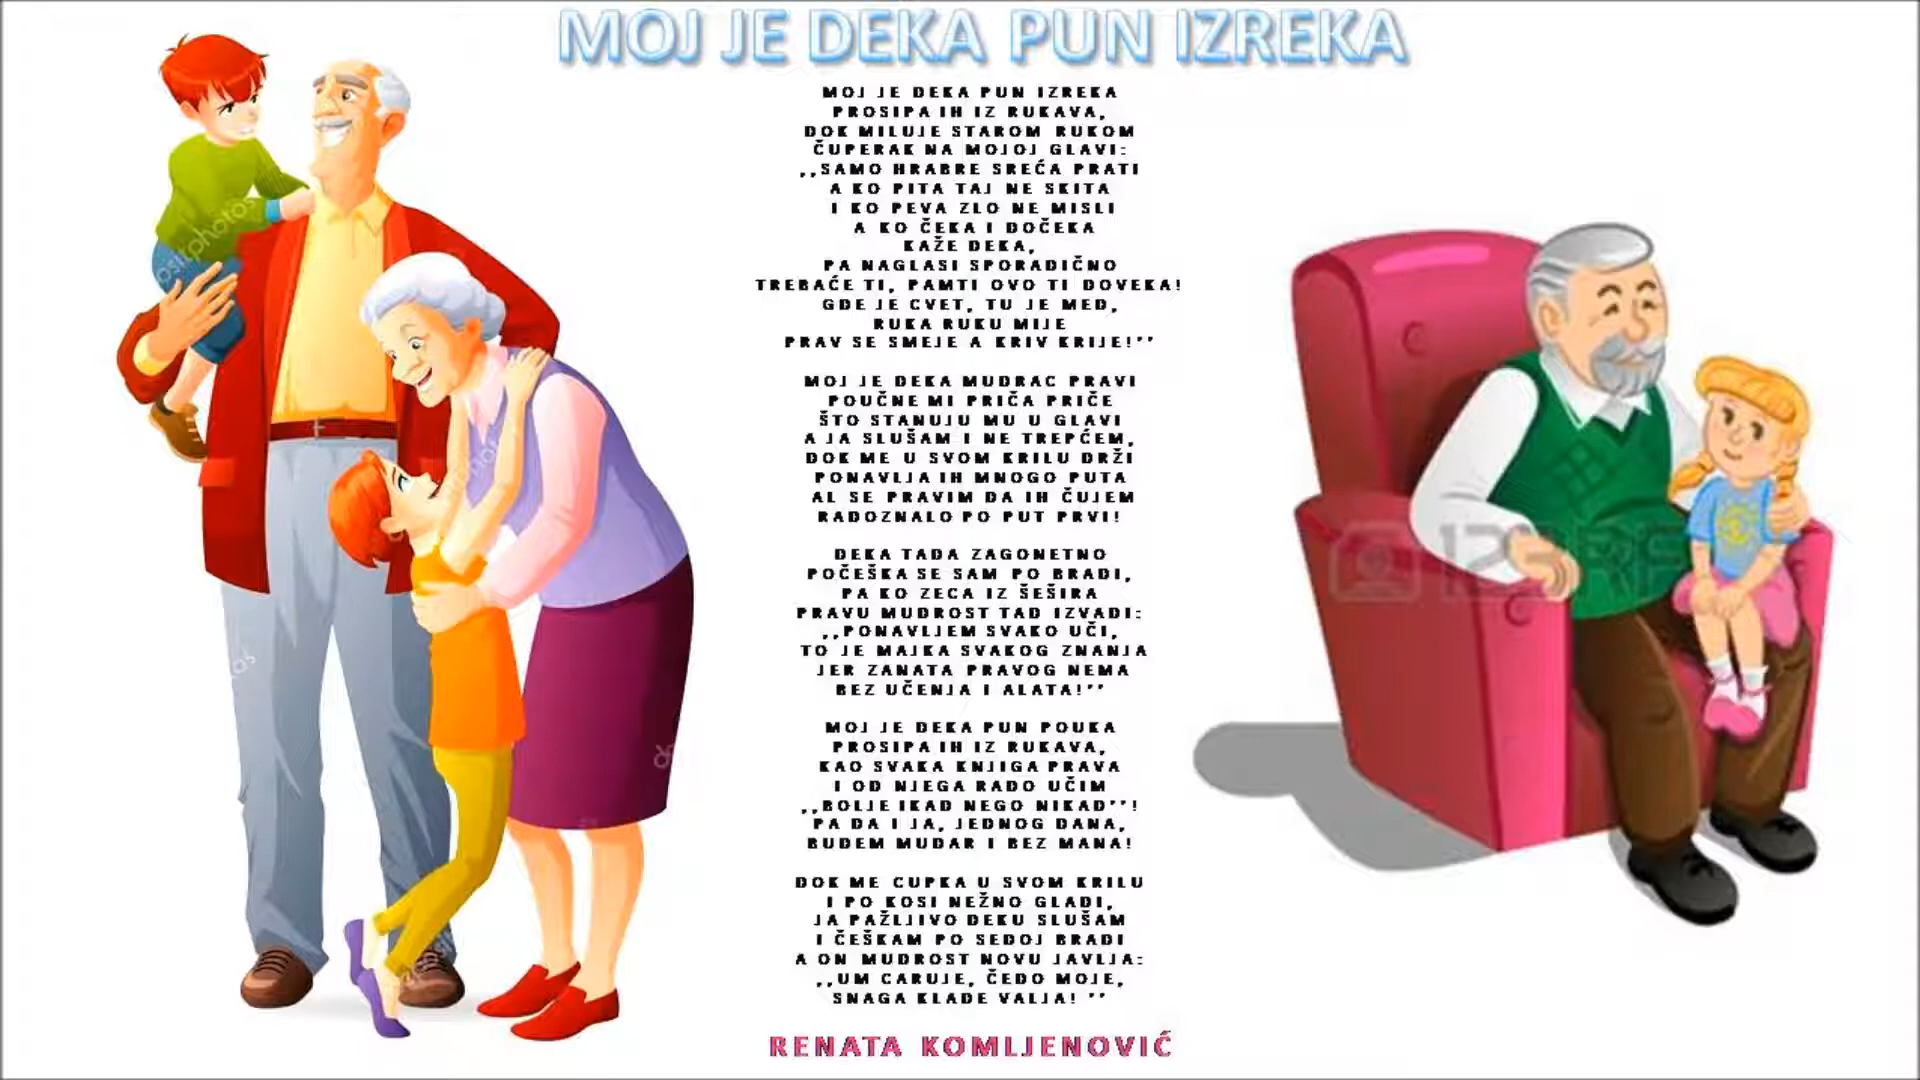 MOJ JE DEKA PUN IZREKA
MOJ JE DEKA PUN IZREKA
PROSIPA IH IZ RUKAVA,
DOK MILUJE STAROM RUKOM
ČUPERAK NA MOJOJ GLAVI:
,,SAMO HRABRE SREĆA PRATI
A KO PITA TAJ NE SKITA
I KO PEVA ZLO NE MISLI
A KO ČEKA I DOČEKA
KAŽE DEKA,
PA NAGLASI SPORADIČNO
TREBAĆE TI, PAMTI OVO TI DOVEKA!
GDE JE CVET, TU JE MED,
RUKA RUKU MIJE
PRAV SE SMEJE A KRIV KRIJE!''
MOJ JE DEKA MUDRAC PRAVI
POUČNE MI PRIČA PRIČE
ŠTO STANUJU MU U GLAVI
A JA SLUŠAM I NE TREPĆEM,
DOK ME U SVOM KRILU DRŽI
PONAVLJA IH MNOGO PUTA
AL SE PRAVIM DA IH ČUJEM
RADOZNALO PO PUT PRVI!
DEKA TADA ZAGONETNO
POČEŠKA SE SAM PO BRADI,
PA KO ZECA IZ ŠEŠIRA
PRAVU MUDROST TAD IZVADI:
,,PONAVLJEM SVAKO UČI,
TO JE MAJKA SVAKOG ZNANJA
JER ZANATA PRAVOG NEMA
BEZ UČENJA I ALATA!''
MOJ JE DEKA PUN POUKA
PROSIPA IH IZ RUKAVA,
KAO SVAKA KNJIGA PRAVA
I OD NJEGA RADO UČIM
,,BOLJE IKAD NEGO NIKAD''!
PA DA I JA, JEDNOG DANA,
BUDEM MUDAR I BEZ MANA!
DOK ME CUPKA U SVOM KRILU
I PO KOSI NEŽNO GLADI,
JA PAŽLJIVO DEKU SLUŠAM
I ČEŠKAM PO SEDOJ BRADI
A ON MUDROST NOVU JAVLJA:
,,UM CARUJE, ČEDO MOJE,
SNAGA KLADE VALJA! ''
RENATA KOMLJENOVIĆ
123RF